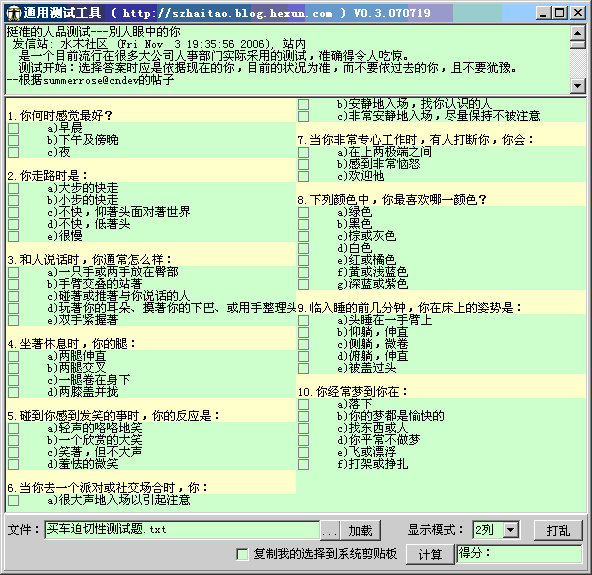 通用测试工具 ( http://szhaitao.blog.hexun.com ) V0.3.070719
挺准的人品测试---别人眼中的你
发信站: 水木社区 (Fri Nov  3 19:35:56 2006), 站内
是一个目前流行在很多大公司人事部门实际采用的测试，准确得令人吃惊。
测试开始：选择答案时应是依据现在的你，目前的状况为准，而不要依过去的你，且不要犹豫。
--根据summerrose@cndev的帖子
1.你何时感觉最好？
a)早晨
b)下午及傍晚
c)夜
2.你走路时是：
a)大步的快走
b)小步的快走
c)不快，仰著头面对著世界
d)不快，低著头
e)很慢
3.和人说话时，你通常怎么样：
a)一只手或两手放在臀部
b)手臂交叠的站著
c)碰著或推著与你说话的人
d)玩著你的耳朵、摸著你的下巴、或用手整理头
e)双手紧握著
4.坐著休息时，你的腿：
a)两腿伸直
b)两腿交叉
c)一腿卷在身下
d)两膝盖并拢
5.碰到你感到发笑的事时，你的反应是：
a)轻声的咯咯地笑
b)一个欣赏的大笑
c)笑著，但不大声
d)羞怯的微笑
6.当你去一个派对或社交场合时，你：
a)很大声地入场以引起注意
b)安静地入场，找你认识的人
c)非常安静地入场，尽量保持不被注意
7.当你非常专心工作时，有人打断你，你会：
a)在上两极端之间
b)感到非常恼怒
c)欢迎他
8.下列颜色中，你最喜欢哪一颜色？
a)绿色
b)黑色
c)棕或灰色
d)白色
e)红或橘色
f)黄或浅蓝色
g)深蓝或紫色
9.临入睡的前几分钟，你在床上的姿势是：
a)头睡在一手臂上
b)仰躺，伸直
c)侧躺，微卷
d)俯躺，伸直
e)被盖过头
10.你经常梦到你在：
a)落下
b)你的梦都是愉快的
c)找东西或人
d)你平常不做梦
e)飞或漂浮
f)打架或挣扎
文件： 买车迫切性测试题.txt ... 加载 显示模式： 2列 打乱
复制我的选择到系统剪贴板 计算 得分：